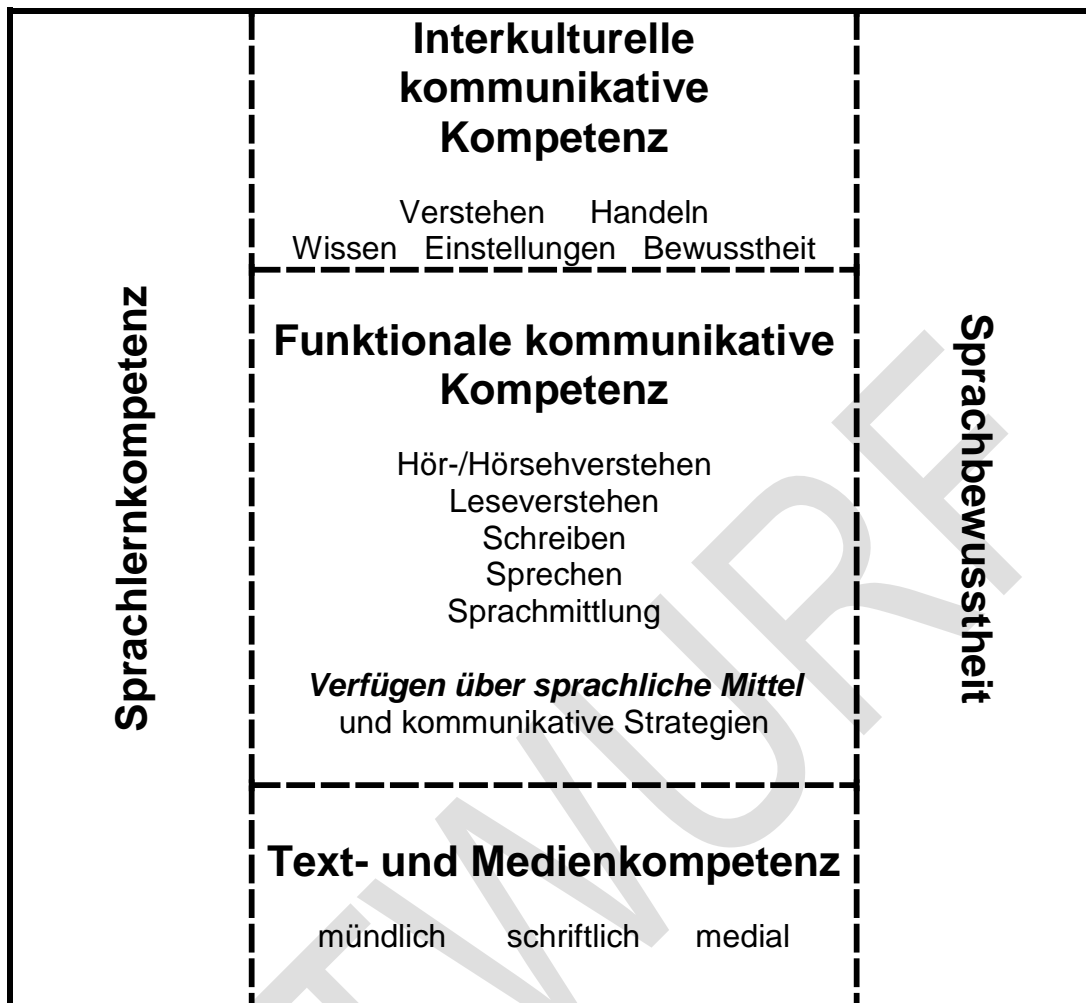 Interkulturelle
kommunikative
Kompetenz
Verstehen Handeln
Wissen Einstellungen Bewusstheit
Sprachlernkompetenz
Funktionale kommunikative
Kompetenz
Hör-/Hörsehverstehen
Leseverstehen
Schreiben
Sprechen
Sprachmittlung
Verfügen über sprachliche Mittel
und kommunikative Strategien
Sprachbewusstheit
Text- und Medienkompetenz
mündlich schriftlich medial
TWURF